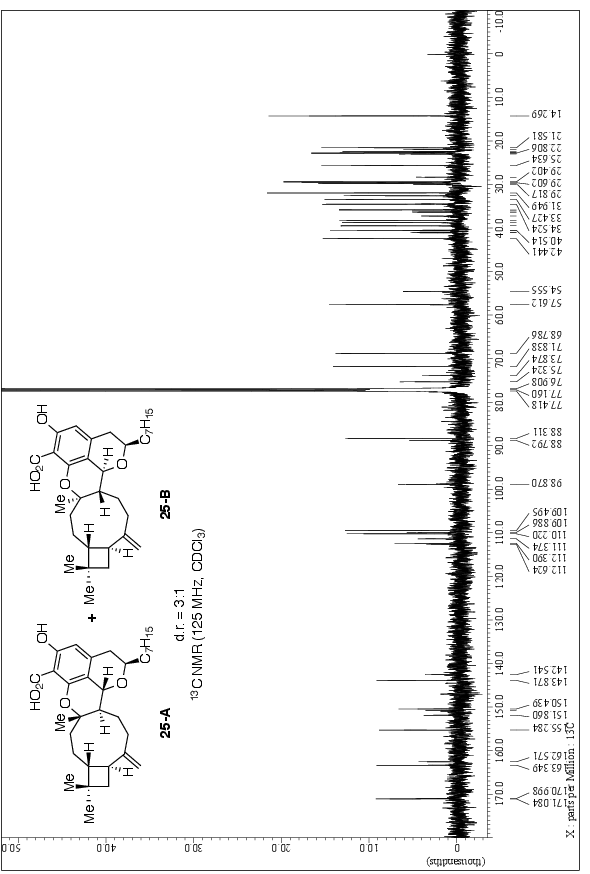 (thousandths)
50.0
40.0
30.0
20.0
10.0
0
Me
Me
H
H
Me
O
HO2C
OH
H
H
O
C7H15
25-A
+
Me
Me
H
H
Me
O
HO2C
OH
H
H
O
C7H15
25-B
d.r. = 3:1
13C NMR (125 MHz, CDCl3)
170.0 160.0 150.0 140.0 130.0 120.0 110.0 100.0 90.0 80.0 70.0 60.0 50.0 40.0 30.0 20.0 10.0 0 -10.0
171.084
170.998
163.349
162.571
155.284
151.860
150.439
143.871
142.541
112.624
112.390
111.374
110.220
109.886
109.495
98.870
88.792
88.311
77.418
77.160
76.908
75.324
73.874
71.838
68.786
57.612
54.555
42.441
40.514
34.524
33.427
31.949
29.817
29.602
29.402
25.634
22.806
21.581
14.269
X : parts per Million : 13C